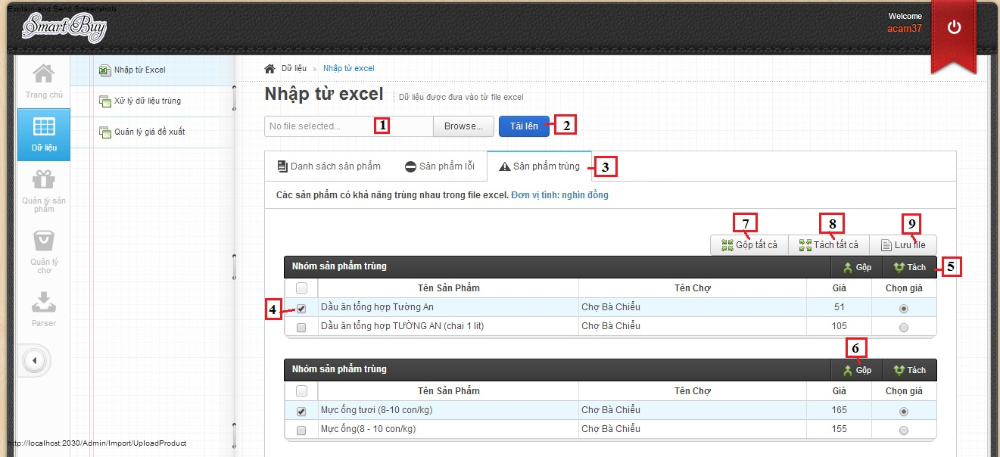 Explain and Send Screenshots
Smart Buy
Welcome
acam37
Trang chủ
Dữ liệu
Quản lý sản
phẩm
Quản lý
chợ
Parser
Nhập từ Excel
Xử lý dữ liệu trùng
Quản lý giá đề xuất
Dữ liệu » Nhập từ excel
Nhập từ excel Dữ liệu được đưa vào từ file excel
No file selected... 1 Browse... Tải lên 2
Danh sách sản phẩm Sản phẩm lỗi Sản phẩm trùng 3
Các sản phẩm có khả năng trùng nhau trong file excel. Đơn vị tính: nghìn đồng
7 8 9
Gộp tất cả Tách tất cả Lưu file
Nhóm sản phẩm trùng Gộp Tách 5
Tên Sản Phẩm Tên Chợ Giá Chọn giá
4 Dầu ăn tổng hợp Tường An Chợ Bà Chiểu 51
Dầu ăn tổng hợp TƯỜNG AN (chai 1 lit) Chợ Bà Chiểu 105
6
Nhóm sản phẩm trùng Gộp Tách
Tên Sản Phẩm Tên Chợ Giá Chọn giá
Mực ống tươi (8-10 con/kg) Chợ Bà Chiểu 165
Mực ống(8 - 10 con/kg) Chợ Bà Chiểu 155
http://localhost:2030/Admin/Import/UploadProduct